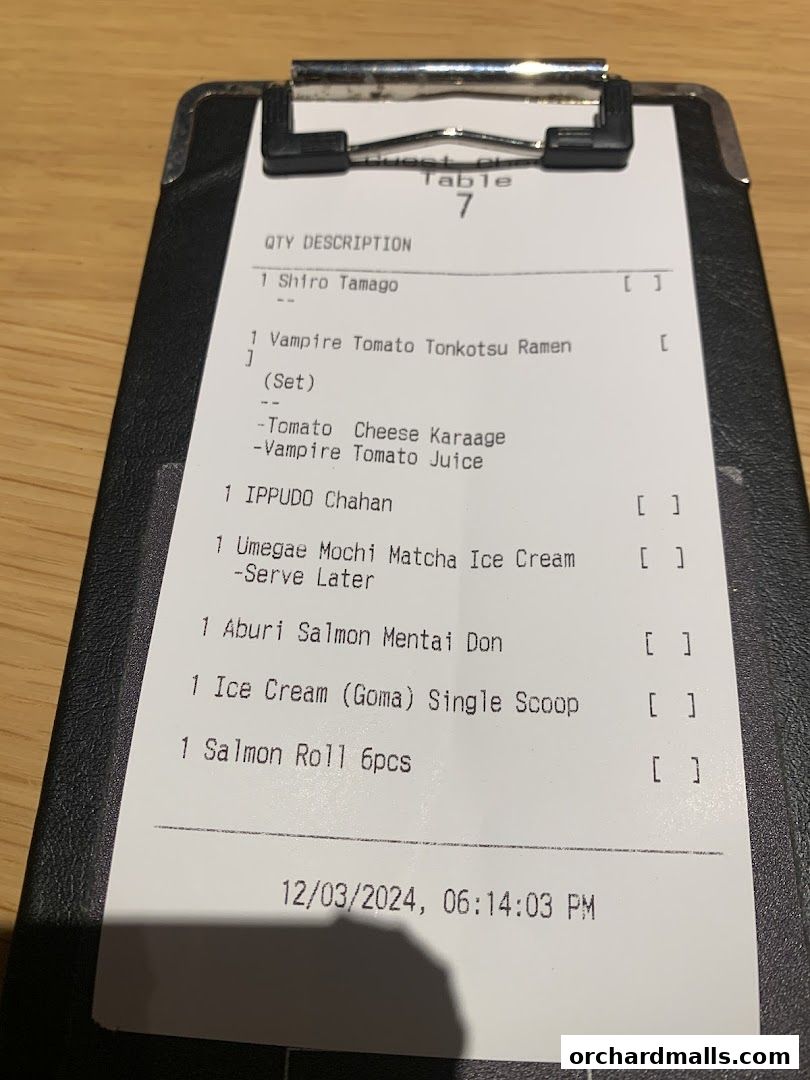 Guest Che
Table
7
QTY DESCRIPTION
1 Shiro Tamago [ ]
--
1 Vampire Tomato Tonkotsu Ramen [
]
(Set)
--
-Tomato Cheese Karaage
-Vampire Tomato Juice
1 IPPUDO Chahan [ ]
1 Umegae Mochi Matcha Ice Cream [ ]
-Serve Later
1 Aburi Salmon Mentai Don [ ]
1 Ice Cream (Goma) Single Scoop [ ]
1 Salmon Roll 6pcs [ ]
12/03/2024, 06:14:03 PM
orchardmalls.com